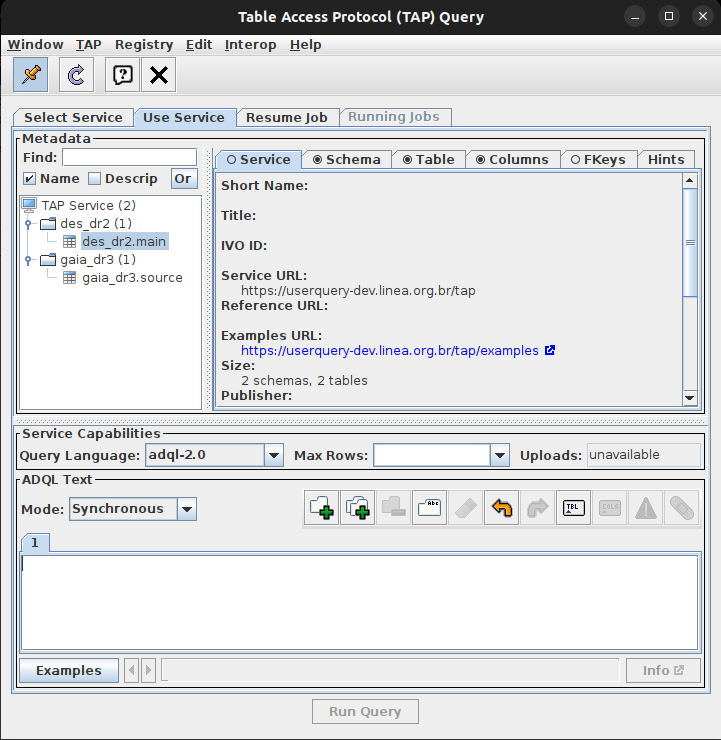 Table Access Protocol (TAP) Query
Window TAP Registry Edit Interop Help
Select Service Use Service Resume Job Running Jobs
Metadata
Find:
Name Descrip Or
TAP Service (2)
des_dr2 (1)
des_dr2.main
gaia_dr3 (1)
gaia_dr3.source
Service Schema Table Columns FKeys Hints
Short Name:
Title:
IVO ID:
Service URL:
https://userquery-dev.linea.org.br/tap
Reference URL:
Examples URL:
https://userquery-dev.linea.org.br/tap/examples
Size:
2 schemas, 2 tables
Publisher:
Service Capabilities
Query Language: adql-2.0 Max Rows: Uploads: unavailable
ADQL Text
Mode: Synchronous
Abc TBL COLS
1
Examples Info
Run Query